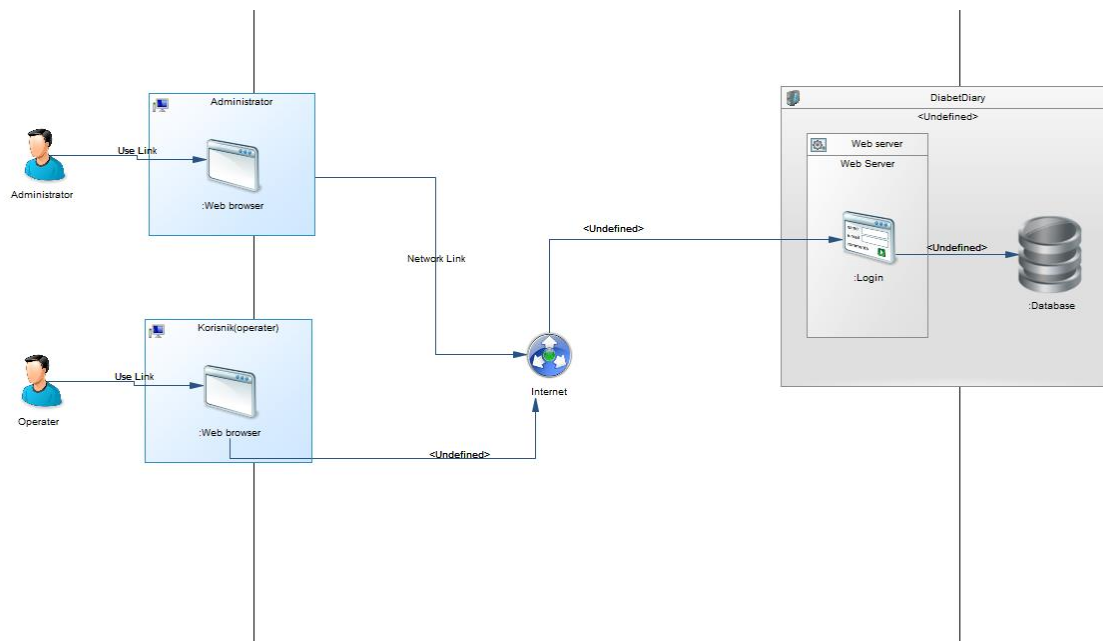 Administrator
DiabetDiary
<Undefined>
Web server
Use Link
Web Server
Administrator
:Web browser
<Undefined>
<Undefined>
Network Link
:Login
:Database
Korisnik(operater)
Use Link
Internet
Operater
:Web browser
<Undefined>